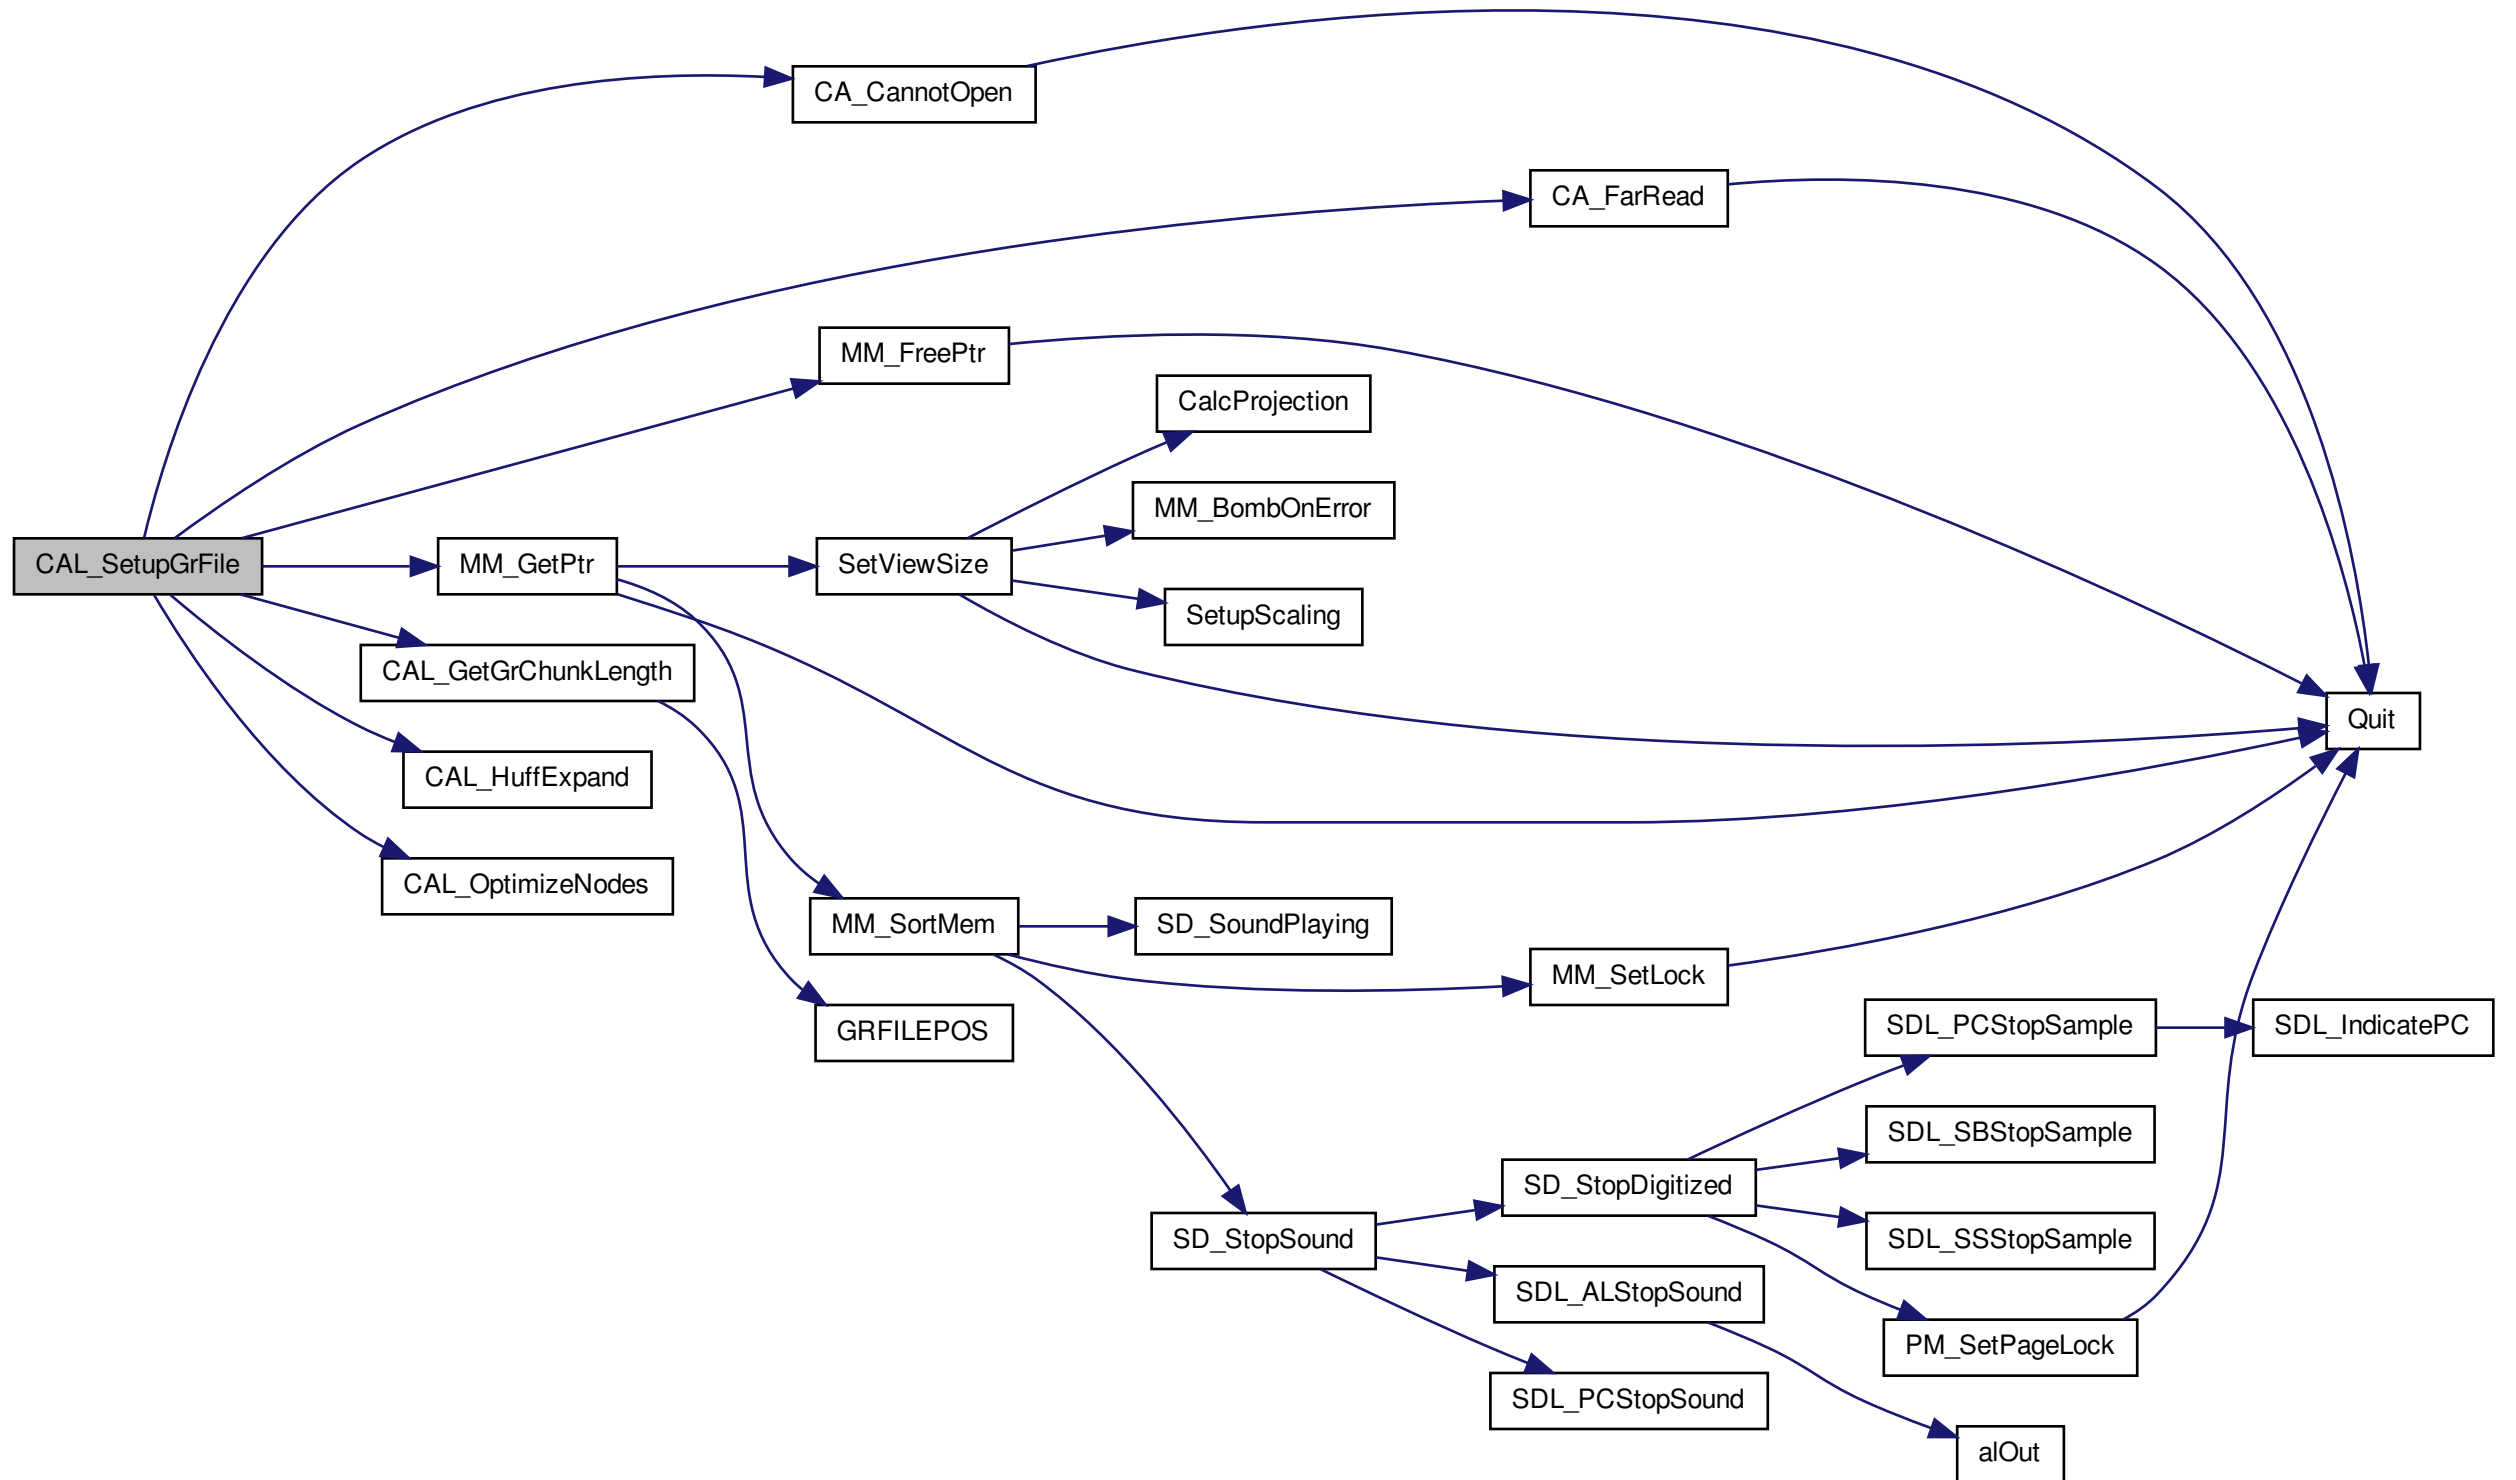 CA_CannotOpen
CA_FarRead
MM_FreePtr
CalcProjection
MM_BombOnError
CAL_SetupGrFile
MM_GetPtr
SetViewSize
SetupScaling
CAL_GetGrChunkLength
Quit
CAL_HuffExpand
CAL_OptimizeNodes
MM_SortMem
SD_SoundPlaying
MM_SetLock
GRFILEPOS
SDL_PCStopSample
SDL_IndicatePC
SDL_SBStopSample
SD_StopDigitized
SD_StopSound
SDL_SSStopSample
SDL_ALStopSound
PM_SetPageLock
SDL_PCStopSound
alOut